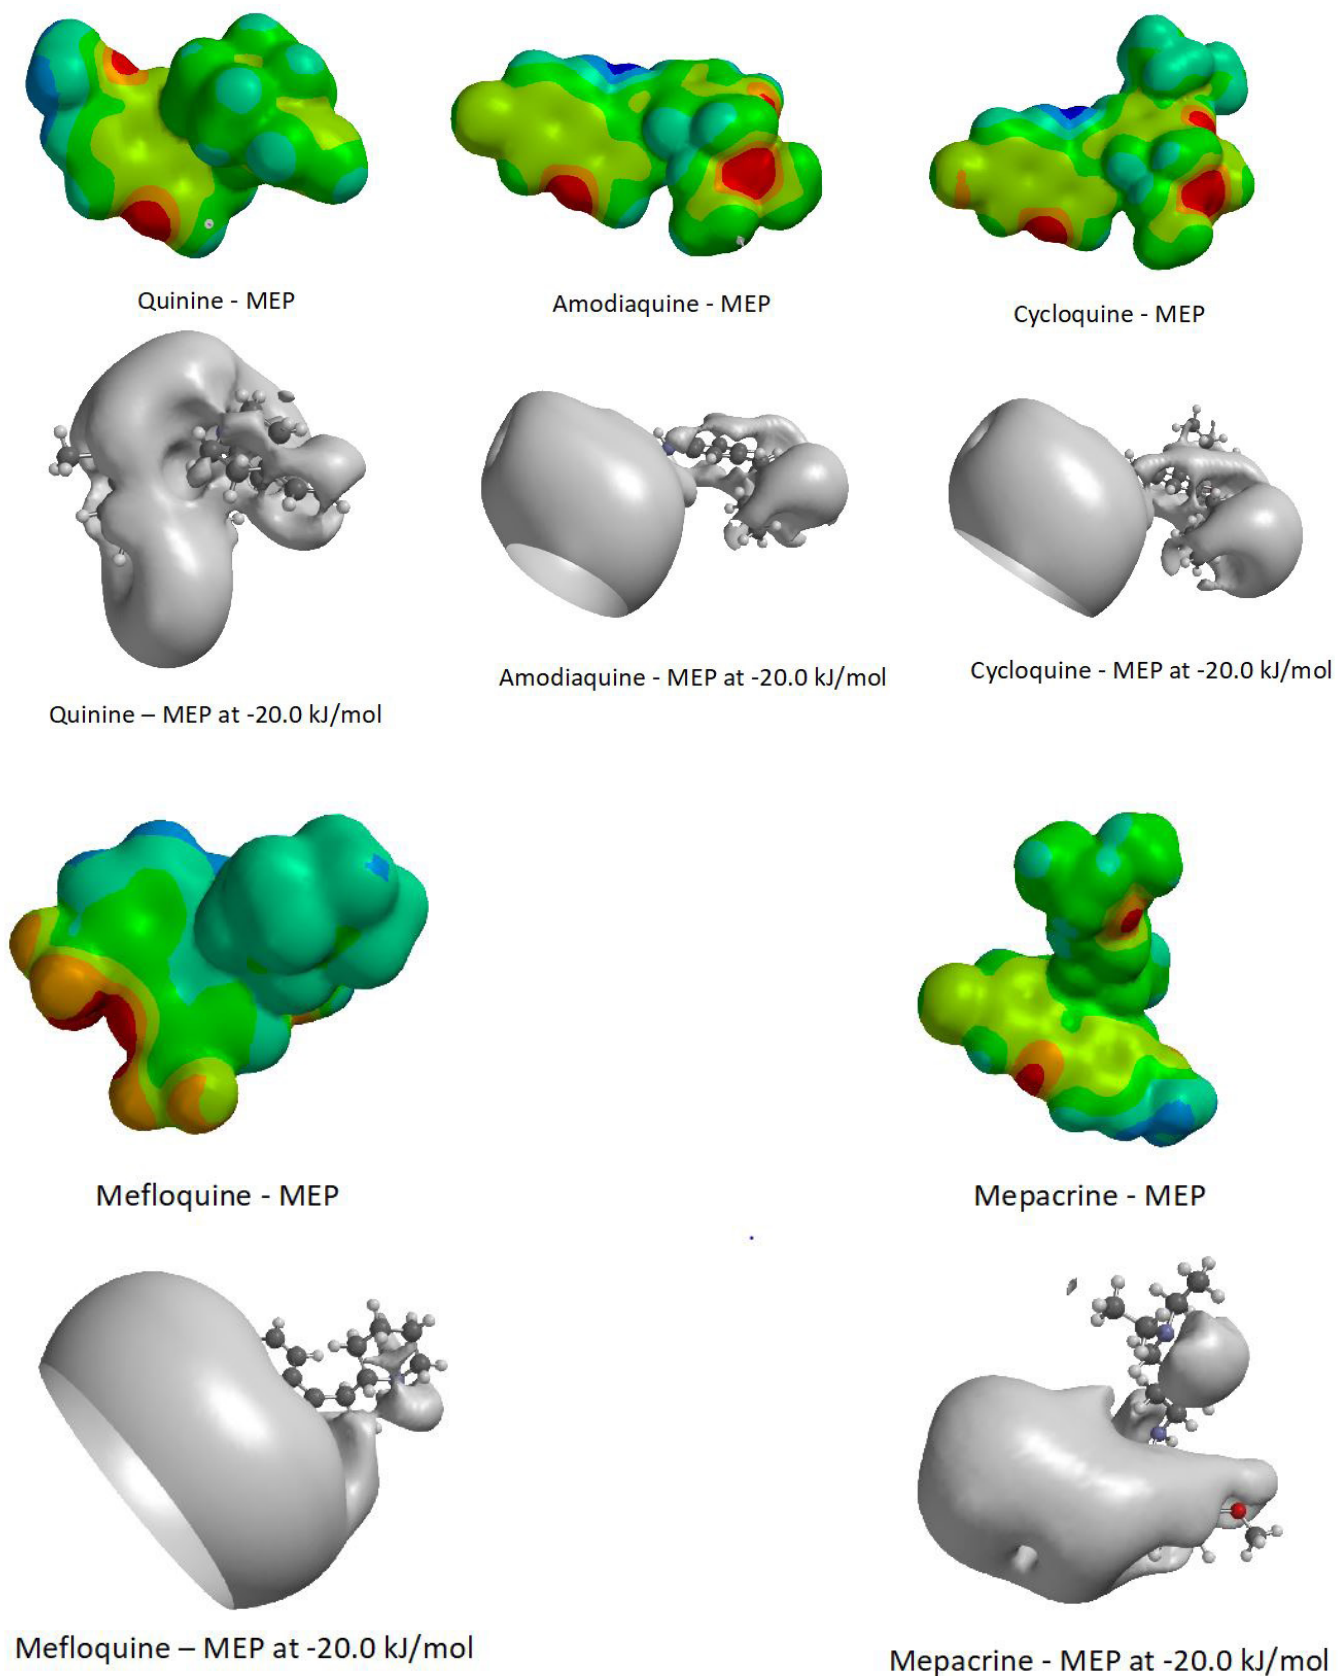 Quinine - MEP
Amodiaquine - MEP
Cycloquine - MEP
Quinine – MEP at -20.0 kJ/mol
Amodiaquine - MEP at -20.0 kJ/mol
Cycloquine - MEP at -20.0 kJ/mol
Mefloquine - MEP
Mepacrine - MEP
Mefloquine – MEP at -20.0 kJ/mol
Mepacrine - MEP at -20.0 kJ/mol